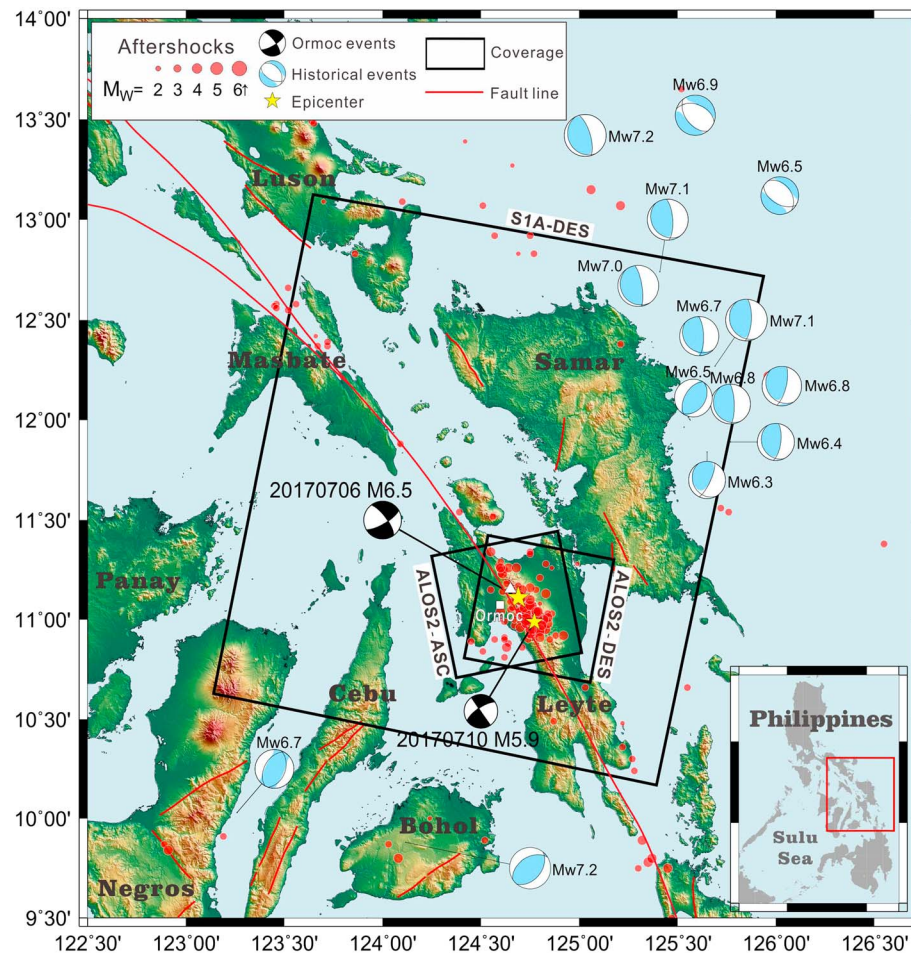 14°00'
13°30'
13°00'
12°30'
12°00'
11°30'
11°00'
10°30'
10°00'
9°30'
Aftershocks
Mw= 2 3 4 5 6↑
Ormoc events
Historical events
Epicenter
Coverage
Fault line
Mw6.9
Mw7.2
Mw6.5
Mw7.1
Mw7.0
Mw6.7
Mw7.1
Mw6.5
Mw6.8
Mw6.8
Mw6.4
Mw6.3
Luson
S1A-DES
Masbate
Samar
20170706 M6.5
Panay
ALOS2-ASC
Ormoc
ALOS2-DES
Cebu
Leyte
20170710 M5.9
Mw6.7
Bohol
Mw7.2
Negros
Philippines
Sulu
Sea
122.50' 123.00' 123.50' 124.00' 124.50' 125.00' 125.50' 126.00' 126.50'